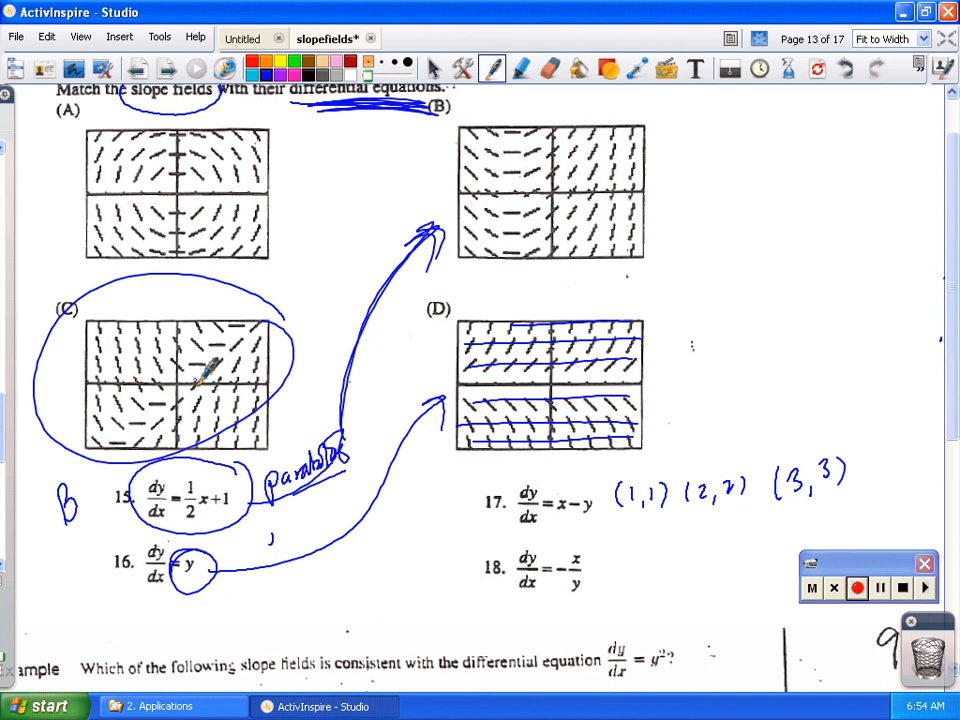 ActivInspire - Studio
File Edit View Insert Tools Help Untitled slopefields* Page 13 of 17 Fit to Width
Match the slope fields with their differential equations.
(A) (B)
(C) (D)
parabolas
B 15. dy/dx = 1/2 x + 1
17. dy/dx = x − y (1,1) (2,2) (3,3)
16. dy/dx = y
18. dy/dx = − x/y
M
Example Which of the following slope fields is consistent with the differential equation dy/dx = y²?
9
start 2. Applications ActivInspire - Studio 6:54 AM